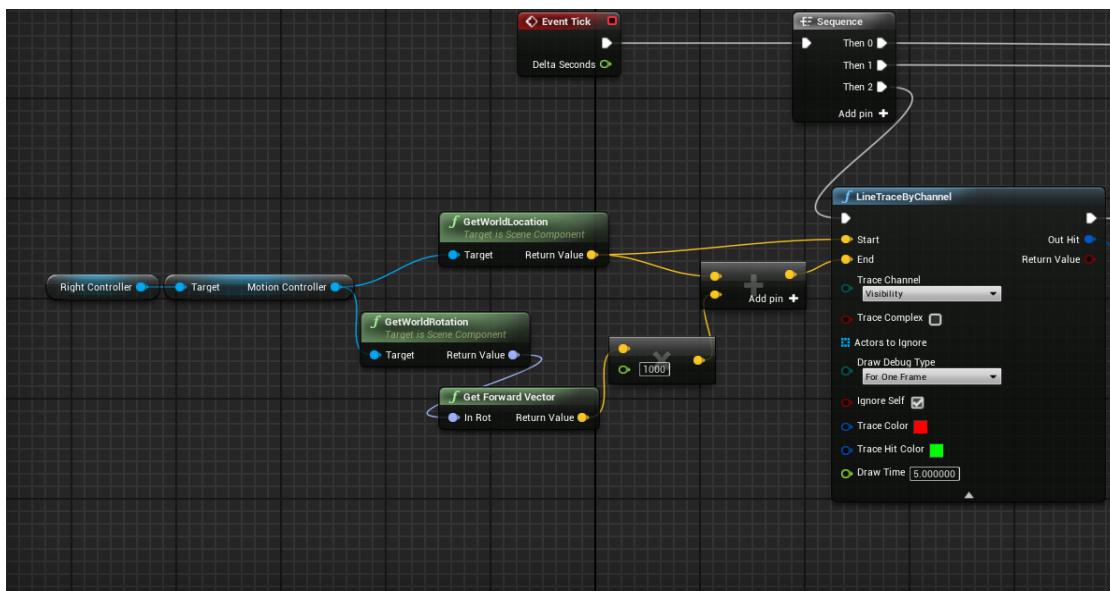 Event Tick
Delta Seconds
Sequence
Then 0
Then 1
Then 2
Add pin
LineTraceByChannel
Start
Out Hit
End
Return Value
Trace Channel
Visibility
Trace Complex
Actors to Ignore
Draw Debug Type
For One Frame
Ignore Self
Trace Color
Trace Hit Color
Draw Time 5.000000
GetWorldLocation
Target is Scene Component
Target Return Value
Right Controller
Target Motion Controller
GetWorldRotation
Target is Scene Component
Target Return Value
Get Forward Vector
In Rot Return Value
1000
Add pin